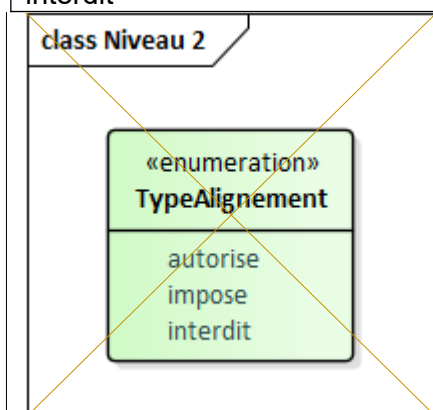 Interdit
class Niveau 2
«enumeration»
TypeAlignement
autorise
impose
interdit